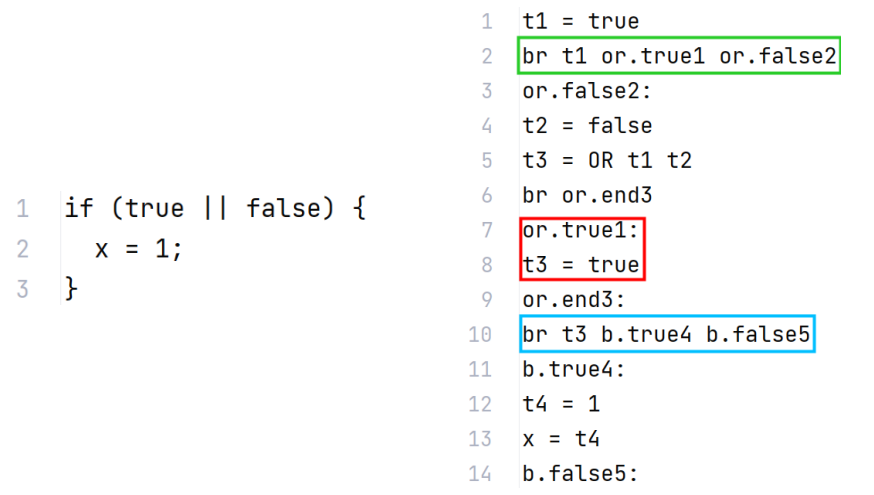 1 if (true || false) {
2 x = 1;
3 }
1 t1 = true
2 br t1 or.true1 or.false2
3 or.false2:
4 t2 = false
5 t3 = OR t1 t2
6 br or.end3
7 or.true1:
8 t3 = true
9 or.end3:
10 br t3 b.true4 b.false5
11 b.true4:
12 t4 = 1
13 x = t4
14 b.false5: